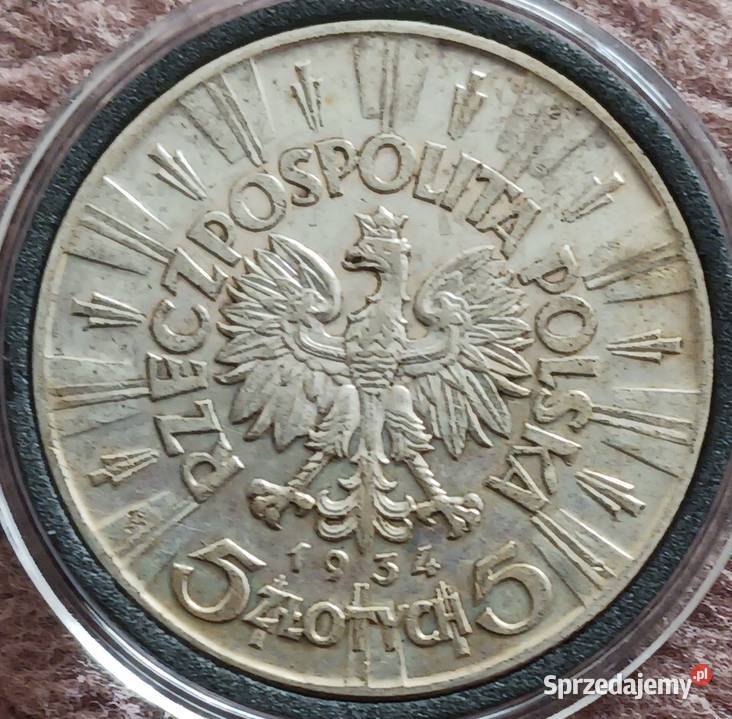 RZECZPOSPOLITA POLSKA
1934
5 ZŁOTYCH 5
Sprzedajemy.pl